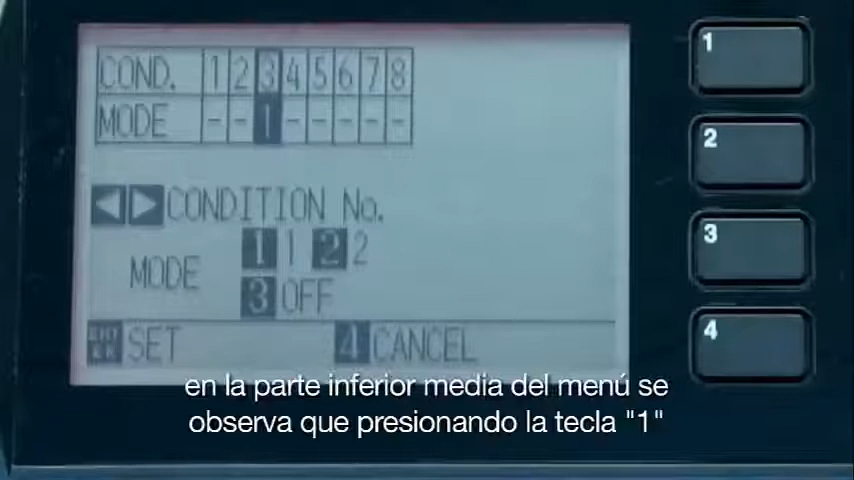 COND. 1 2 3 4 5 6 7 8
MODE - - 1 - - - - -
◀▶CONDITION No.
MODE 1 1 2 2
3 OFF
SET 4 CANCEL
1
2
3
4
en la parte inferior media del menú se
observa que presionando la tecla "1"